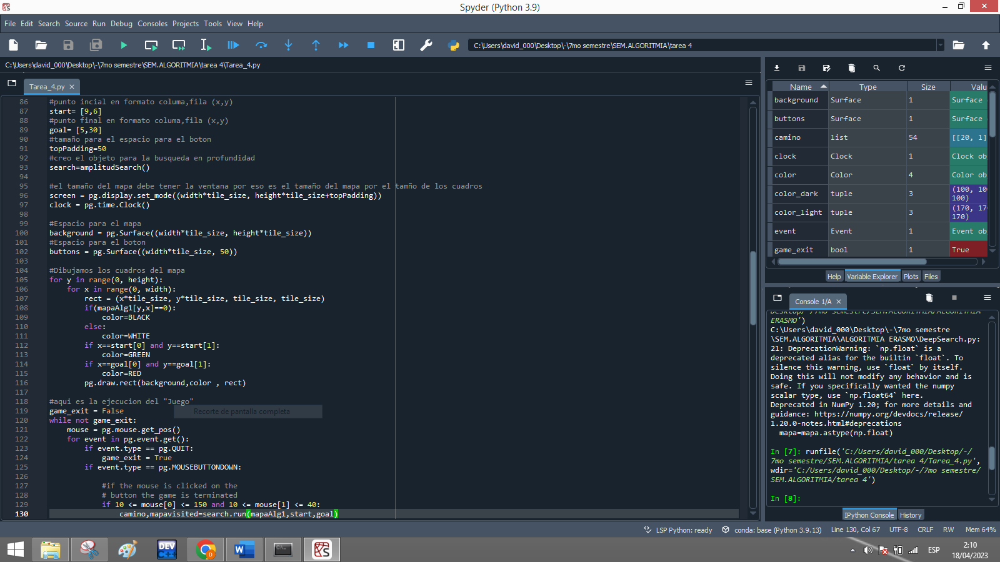 Spyder (Python 3.9)
File Edit Search Source Run Debug Consoles Projects Tools View Help
C:\Users\david_000\Desktop\-\7mo semestre\SEM.ALGORITMIA\tarea 4
C:\Users\david_000\Desktop\-\7mo semestre\SEM.ALGORITMIA\tarea 4\Tarea_4.py
Tarea_4.py
86 #punto incial en formato columa,fila (x,y)
87 start= [9,6]
88 #punto final en formato columa,fila (x,y)
89 goal= [5,30]
90 #tamaño para el espacio para el boton
91 topPadding=50
92 #creo el objeto para la busqueda en profundidad
93 search=amplitudSearch()
94
95 #el tamaño del mapa debe tener la ventana por eso es el tamaño del mapa por el tamño de los cuadros
96 screen = pg.display.set_mode((width*tile_size, height*tile_size+topPadding))
97 clock = pg.time.Clock()
98
99 #Espacio para el mapa
100 background = pg.Surface((width*tile_size, height*tile_size))
101 #Espacio para el boton
102 buttons = pg.Surface((width*tile_size, 50))
103
104 #Dibujamos los cuadros del mapa
105 for y in range(0, height):
106 for x in range(0, width):
107 rect = (x*tile_size, y*tile_size, tile_size, tile_size)
108 if(mapaAlg1[y,x]==0):
109 color=BLACK
110 else:
111 color=WHITE
112 if x==start[0] and y==start[1]:
113 color=GREEN
114 if x==goal[0] and y==goal[1]:
115 color=RED
116 pg.draw.rect(background,color , rect)
117
118 #aqui es la ejecucion del "Juego"
119 game_exit = False
Recorte de pantalla completa
120 while not game_exit:
121 mouse = pg.mouse.get_pos()
122 for event in pg.event.get():
123 if event.type == pg.QUIT:
124 game_exit = True
125 if event.type == pg.MOUSEBUTTONDOWN:
126
127 #if the mouse is clicked on the
128 # button the game is terminated
129 if 10 <= mouse[0] <= 150 and 10 <= mouse[1] <= 40:
130 camino,mapavisited=search.run(mapaAlg1,start,goal)
Name Type Size Valu
background Surface 1 Surface
buttons Surface 1 Surface
camino list 54 [[20, 1]
clock Clock 1 Clock ob
color Color 4 Color ob
color_dark tuple 3 (100, 10
100)
color_light tuple 3 (170, 17
170)
event Event 1 Event ob
game_exit bool 1 True
Help Variable Explorer Plots Files
Console 1/A
Desktop/-/7mo semestre/SEM.ALGORITMIA/ALGORITMIA
ERASMO')
C:\Users\david_000\Desktop\-\7mo semestre
\SEM.ALGORITMIA\ALGORITMIA ERASMO\DeepSearch.py:
21: DeprecationWarning: `np.float` is a
deprecated alias for the builtin `float`. To
silence this warning, use `float` by itself.
Doing this will not modify any behavior and is
safe. If you specifically wanted the numpy
scalar type, use `np.float64` here.
Deprecated in NumPy 1.20; for more details and
guidance: https://numpy.org/devdocs/release/
1.20.0-notes.html#deprecations
mapa=mapa.astype(np.float)
In [7]: runfile('C:/Users/david_000/Desktop/-/
7mo semestre/SEM.ALGORITMIA/tarea 4/Tarea_4.py',
wdir='C:/Users/david_000/Desktop/-/7mo semestre/
SEM.ALGORITMIA/tarea 4')
In [8]:
IPython Console History
LSP Python: ready conda: base (Python 3.9.13) Line 130, Col 67 UTF-8 CRLF RW Mem 64%
DEV
C++
W
D
C:\_
ESP
2:10
18/04/2023